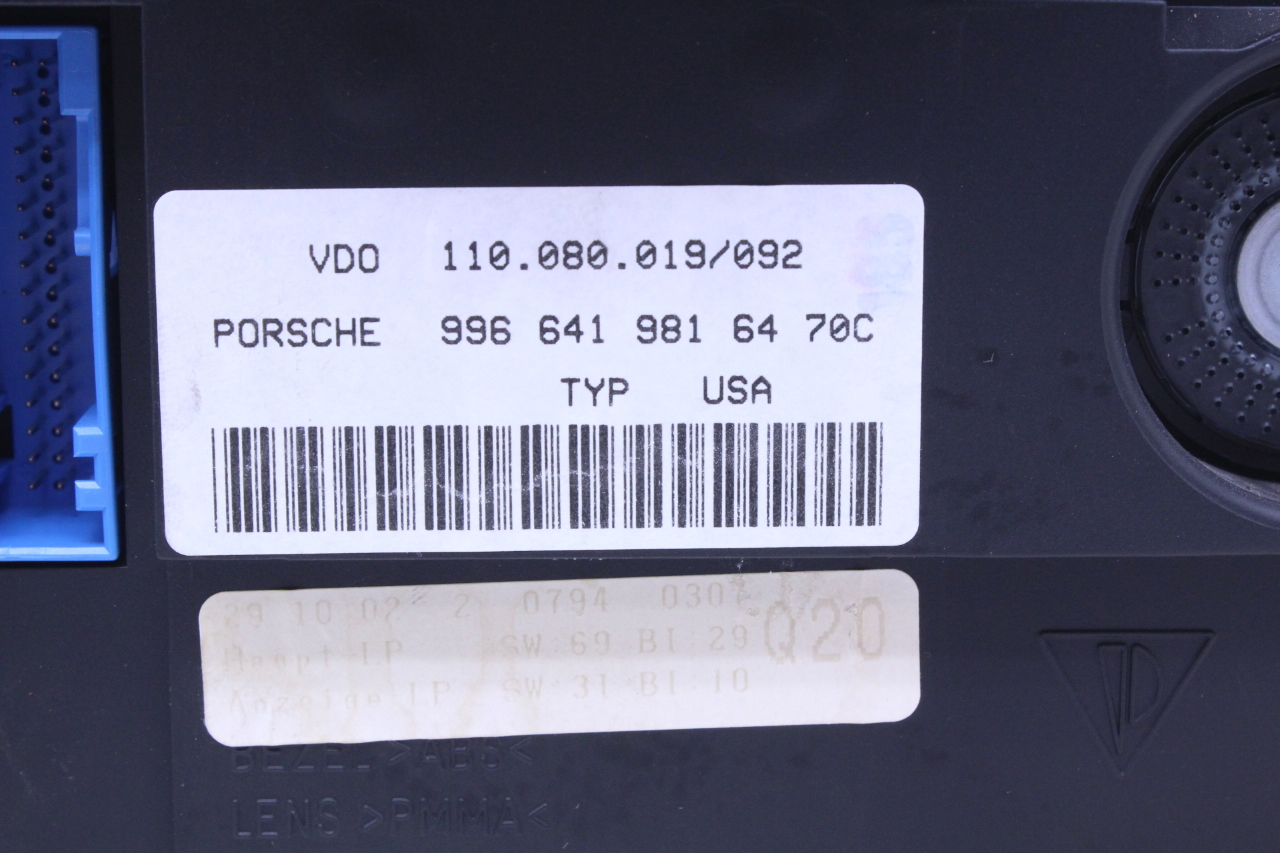 VDO 110.080.019/092
PORSCHE 996 641 981 64 70C
TYP USA
29 10 02 2 0794
Q20
Haupt LP SW:69 BI:29
Anzeige LP SW:31 BI:10
BEZEL >ABS<
LENS >PMMA<